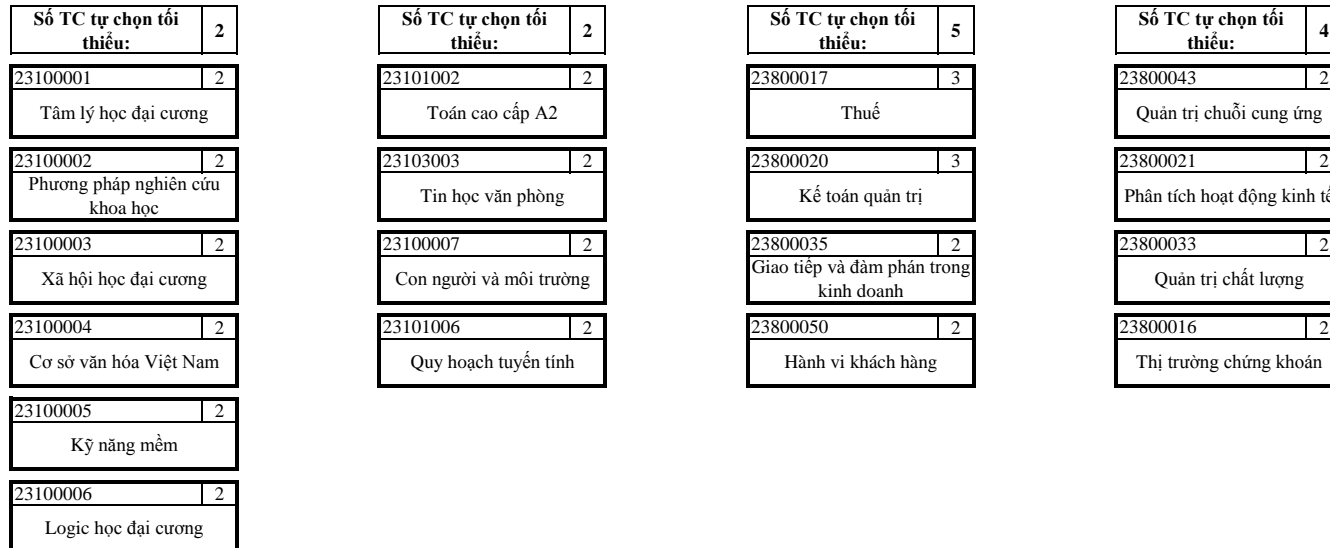 Số TC tự chọn tối
thiểu:
2
23100001
2
Tâm lý học đại cương
23100002
2
Phương pháp nghiên cứu
khoa học
23100003
2
Xã hội học đại cương
23100004
2
Cơ sở văn hóa Việt Nam
23100005
2
Kỹ năng mềm
23100006
2
Logic học đại cương
Số TC tự chọn tối
thiểu:
2
23101002
2
Toán cao cấp A2
23103003
2
Tin học văn phòng
23100007
2
Con người và môi trường
23101006
2
Quy hoạch tuyến tính
Số TC tự chọn tối
thiểu:
5
23800017
3
Thuế
23800020
3
Kế toán quản trị
23800035
2
Giao tiếp và đàm phán trong
kinh doanh
23800050
2
Hành vi khách hàng
Số TC tự chọn tối
thiểu:
4
23800043
2
Quản trị chuỗi cung ứng
23800021
2
Phân tích hoạt động kinh tế
23800033
2
Quản trị chất lượng
23800016
2
Thị trường chứng khoán